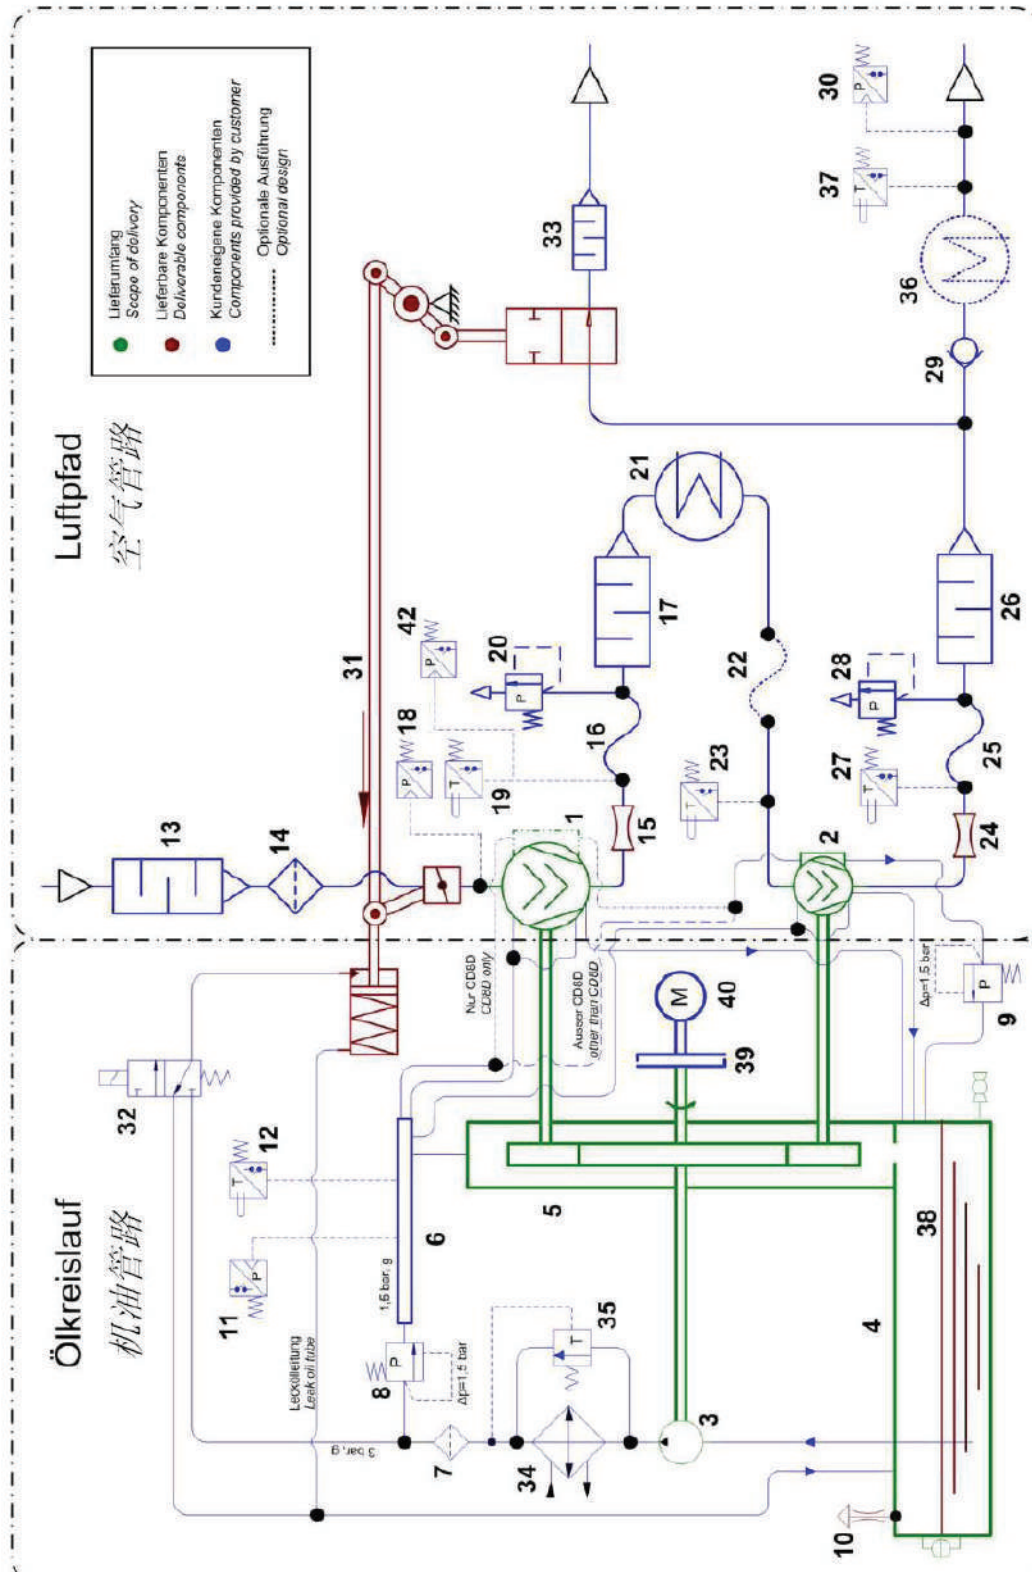 Luftpfad
空气管路
Lieferumfang
Scope of delivery
Lieferbare Komponenten
Deliverable components
Kundeneigene Komponenten
Components provided by customer
Optionale Ausführung
Optional design
30
P
37
T
33
36
29
31
42
P
18
P
20
P
19
T
17
21
16
22
13
14
1
15
23
T
28
P
26
27
T
25
2
24
Ölkreislauf
机油管路
32
12
T
11
P
Leckölleitung
Leak oil tube
Nur CD8D
CD8D only
Ausser CD8D
other than CD8D
M
40
39
Δp=1,5 bar
P
9
5
6
1,5 bar, g
8
P
Δp=1,5 bar
3 bar, g
7
35
T
34
3
4
38
10